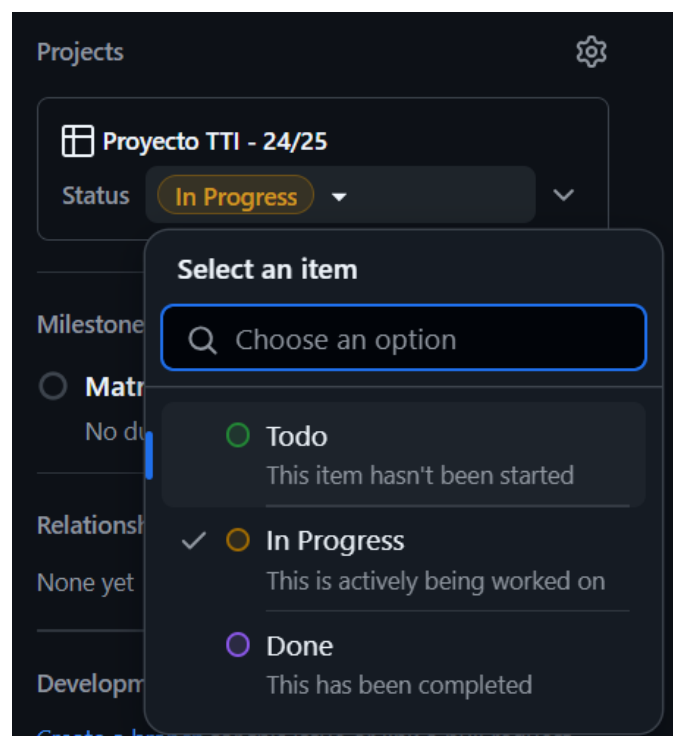 Projects
Proyecto TTI - 24/25
Status In Progress
Select an item
Milestone
Choose an option
Matr
No du
Todo
This item hasn't been started
Relationsh
In Progress
None yet
This is actively being worked on
Done
Developm
This has been completed